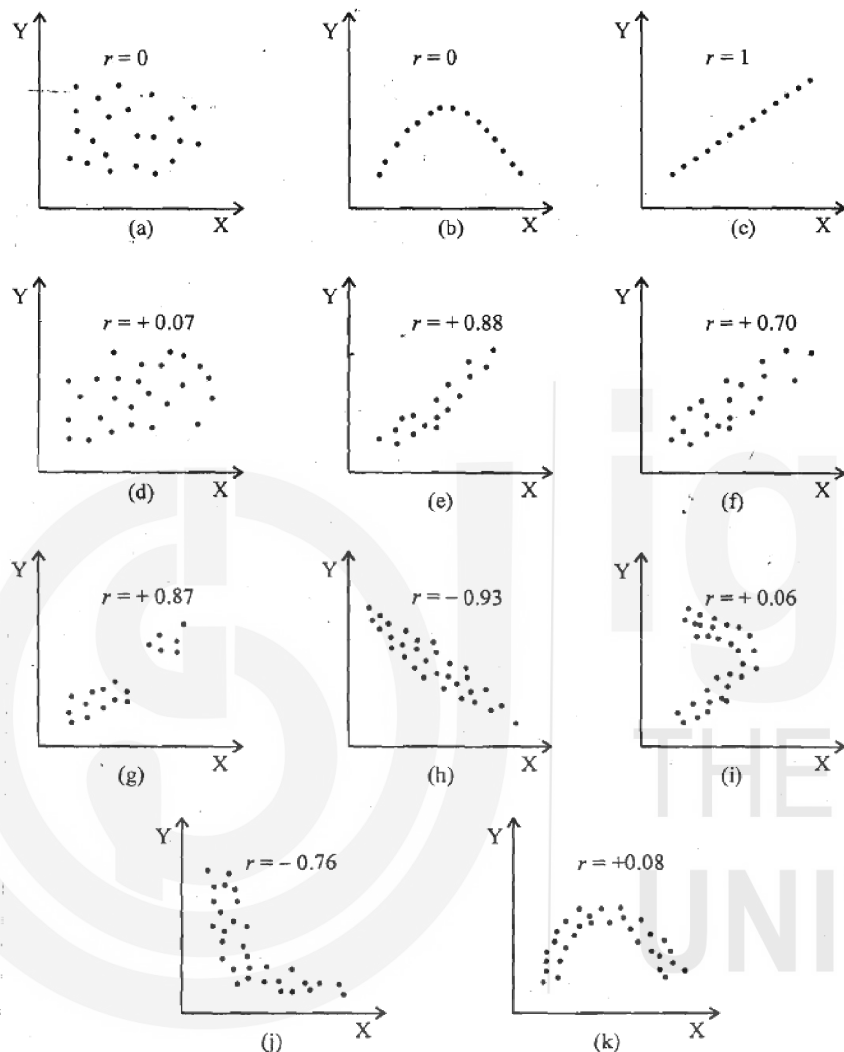 Y Y Y
r = 0 r = 0 r = 1
X X X
(a) (b) (c)
Y Y Y
r = + 0.07 r = + 0.88 r = + 0.70
X X X
(d) (e) (f)
Y Y Y
r = + 0.87 r = − 0.93 r = + 0.06
X X X
(g) (h) (i)
Y Y
r = − 0.76 r = +0.08
X X
(j) (k)
ig
THE
UNI